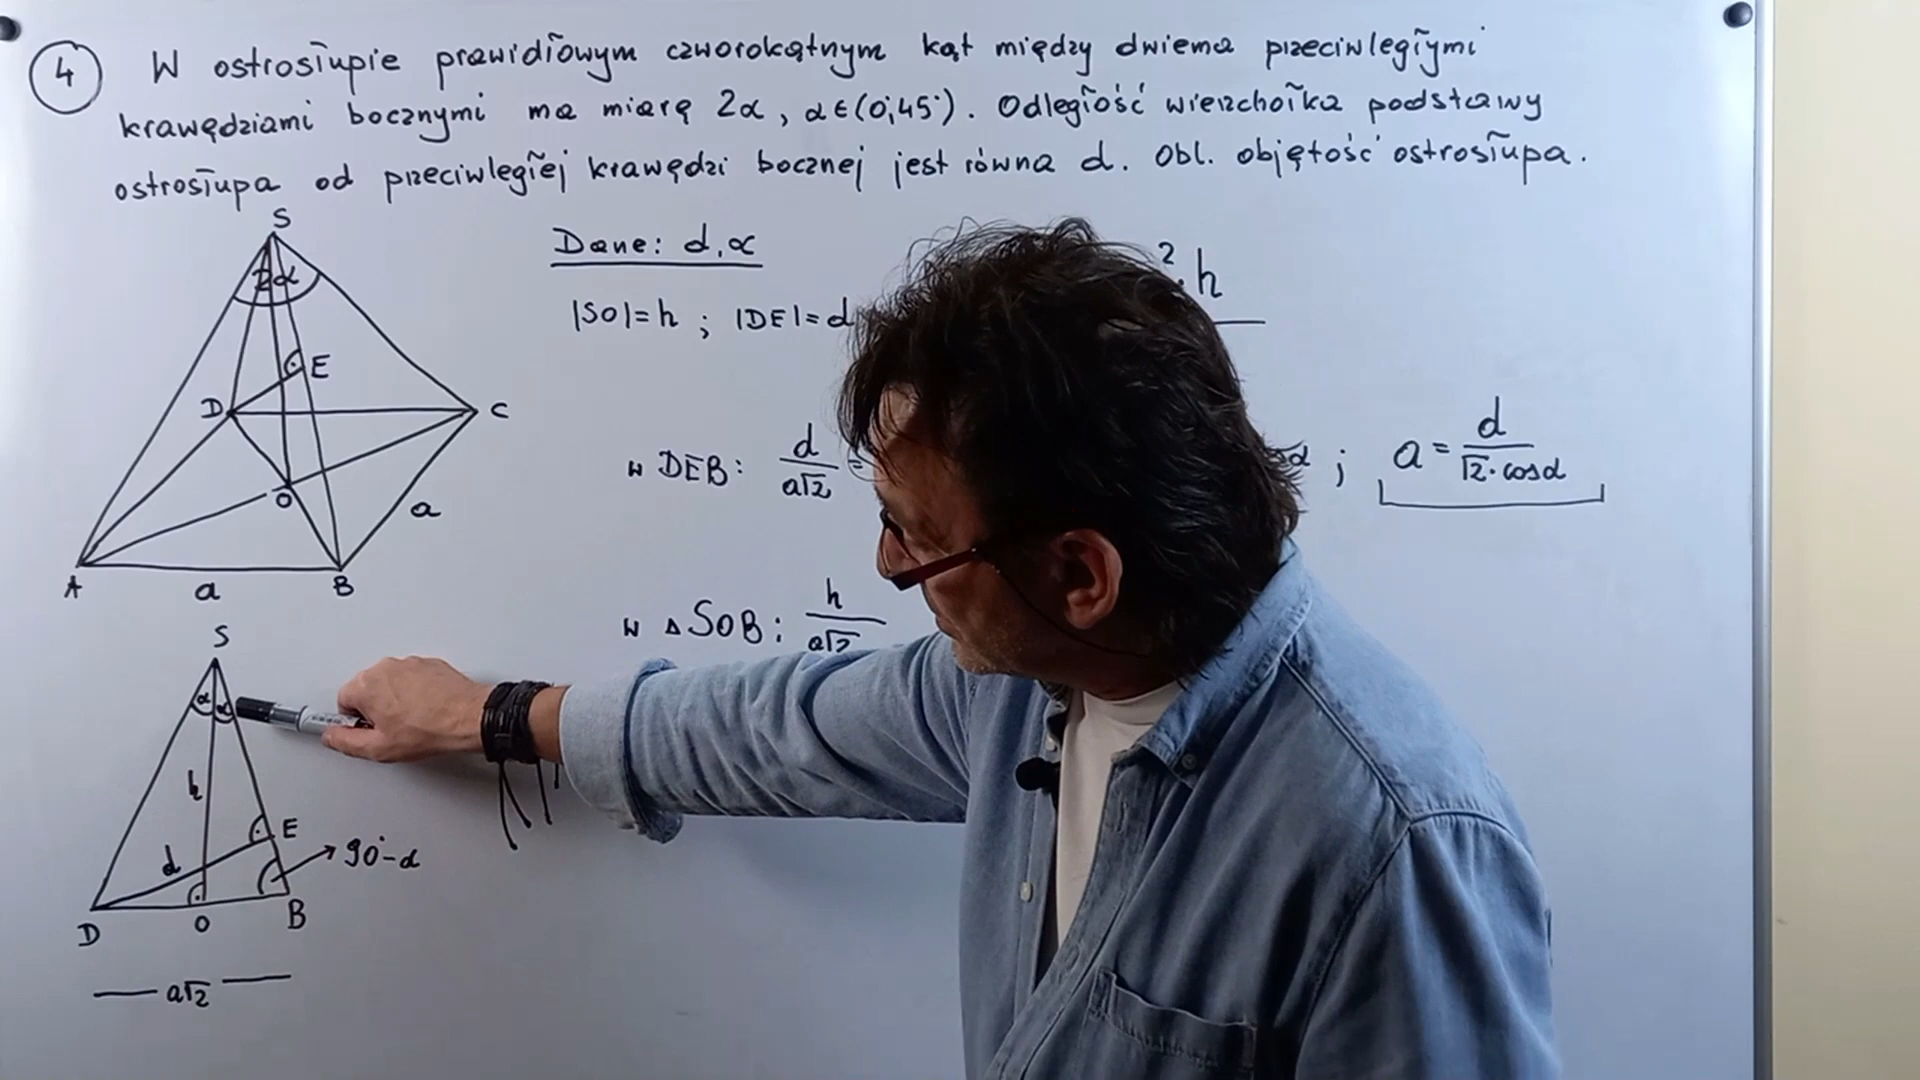 4 W ostrosłupie prawidłowym czworokątnym kąt między dwiema przeciwległymi
krawędziami bocznymi ma miarę 2α, α∈(0°,45°). Odległość wierzchołka podstawy
ostrosłupa od przeciwległej krawędzi bocznej jest równa d. Obl. objętość ostrosłupa.
S
2α
E
D
C
O
a
A
a
B
Dane: d, α
|SO|=h ; |DE|=d
²·h
w DEB: d/a√2 =
; a = d/√2·cosα
w △SOB: h/a√2
S
α α
h
E
d
90°-α
D
O
B
a√2